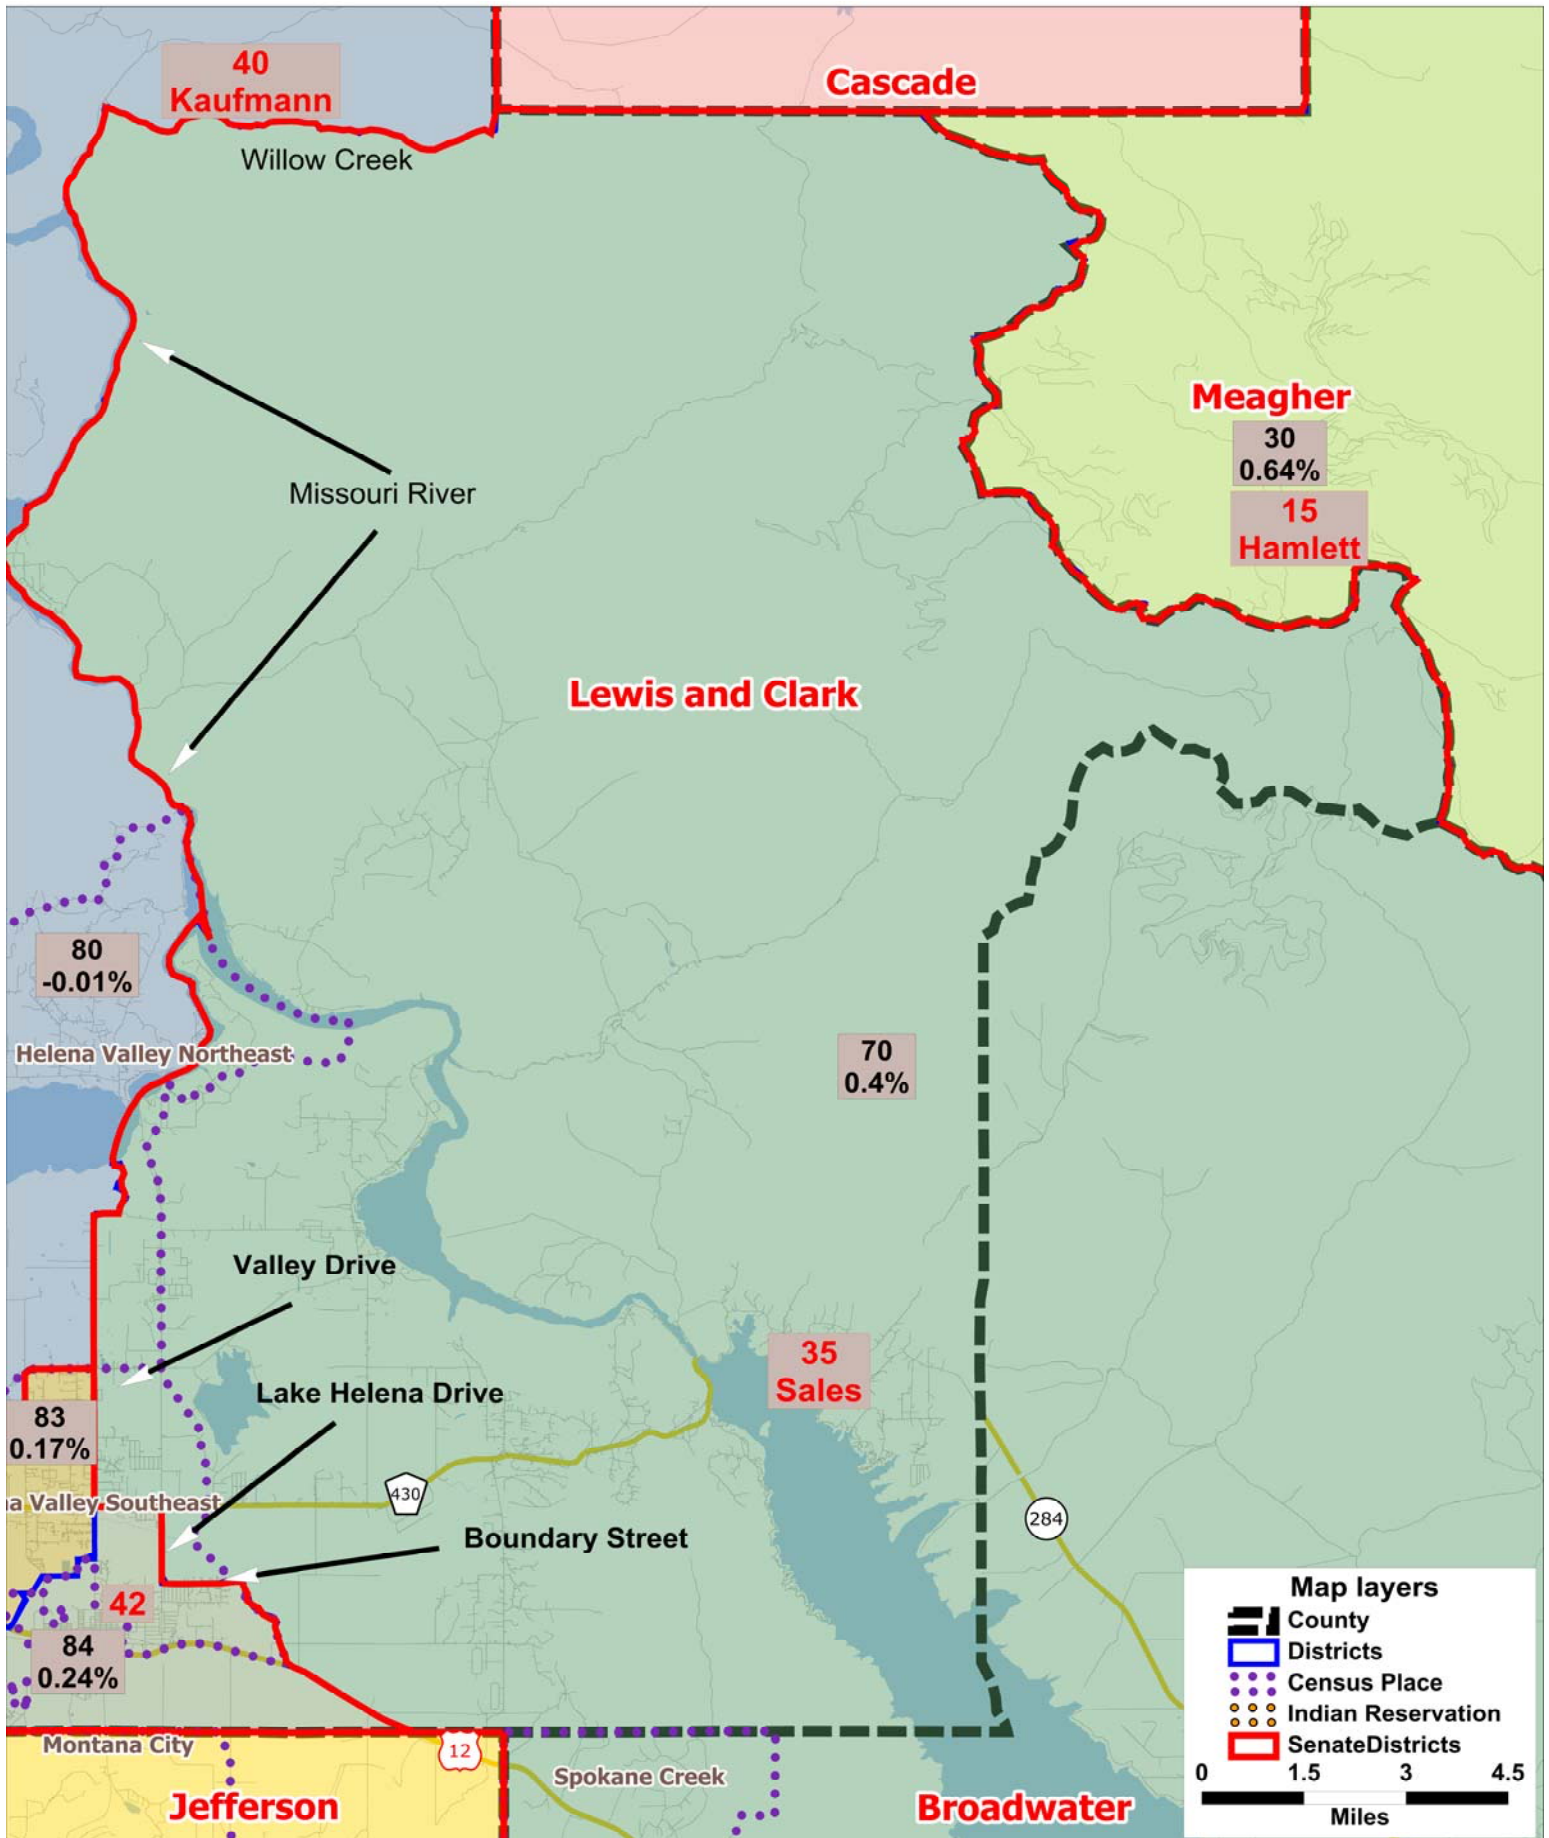 40
Kaufmann
Cascade
Willow Creek
Meagher
30
0.64%
15
Hamlett
Missouri River
Lewis and Clark
80
-0.01%
Helena Valley Northeast
70
0.4%
Valley Drive
35
Sales
Lake Helena Drive
83
0.17%
na Valley Southeast
430
284
Boundary Street
42
84
0.24%
Montana City
12
Spokane Creek
Jefferson
Broadwater
Map layers
County
Districts
Census Place
Indian Reservation
SenateDistricts
0 1.5 3 4.5
Miles